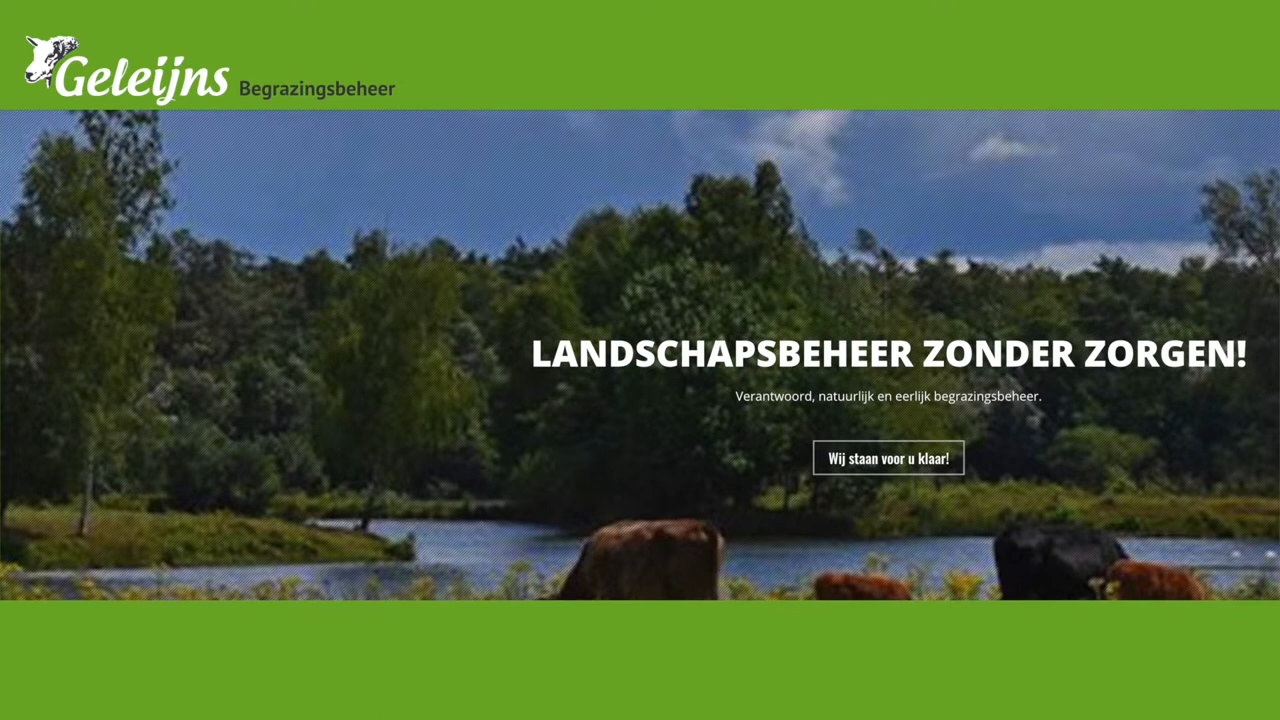 Geleijns Begrazingsbeheer
LANDSCHAPSBEHEER ZONDER ZORGEN!
Verantwoord, natuurlijk en eerlijk begrazingsbeheer.
Wij staan voor u klaar!